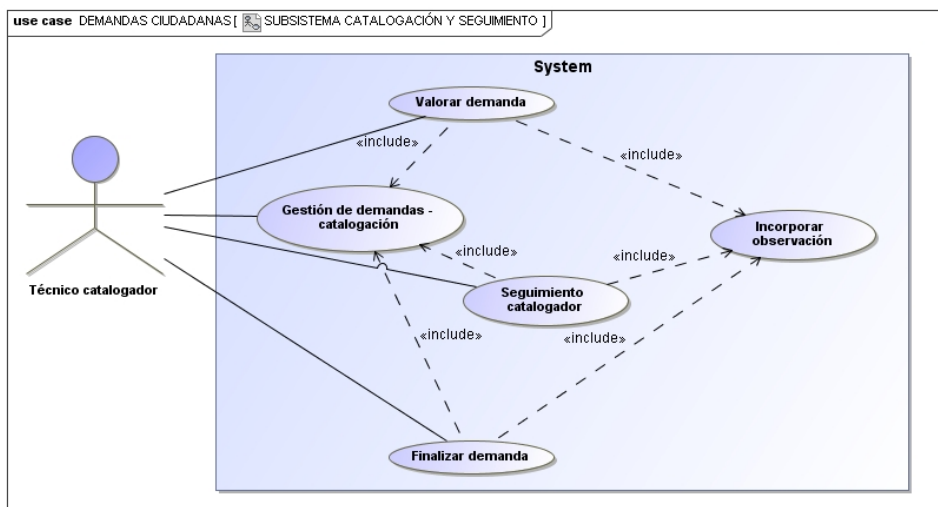 use case DEMANDAS CIUDADANAS [ SUBSISTEMA CATALOGACIÓN Y SEGUIMIENTO ]
System
Valorar demanda
«include»
«include»
Gestión de demandas -
catalogación
Incorporar
observación
«include»
«include»
Técnico catalogador
Seguimiento
catalogador
«include»
«include»
Finalizar demanda